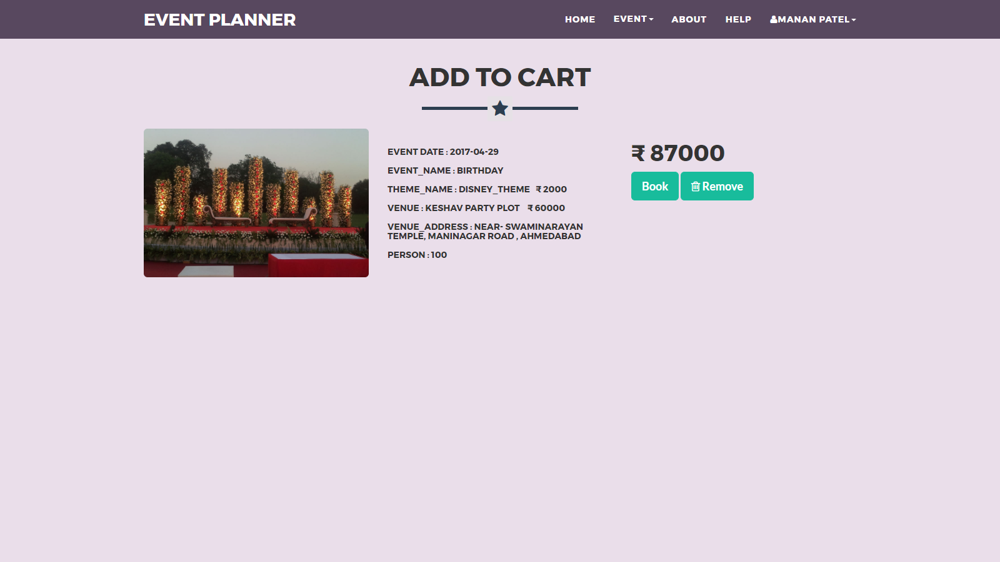 EVENT PLANNER
HOME
EVENT
ABOUT
HELP
MANAN PATEL
ADD TO CART
EVENT DATE : 2017-04-29
EVENT_NAME : BIRTHDAY
THEME_NAME : DISNEY_THEME ₹ 2000
VENUE : KESHAV PARTY PLOT ₹ 60000
VENUE_ADDRESS : NEAR- SWAMINARAYAN
TEMPLE, MANINAGAR ROAD , AHMEDABAD
PERSON : 100
₹ 87000
Book
Remove